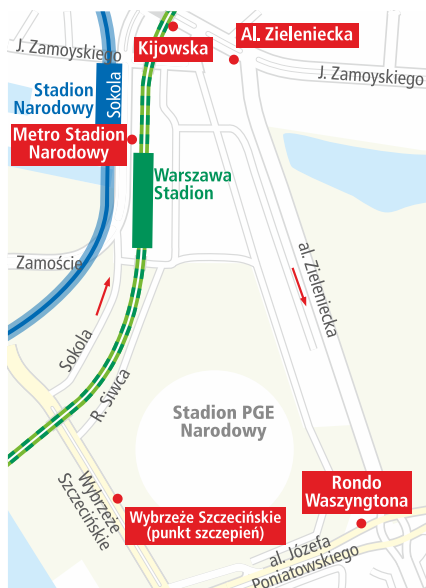 J. Zamoyskiego
Kijowska
Al. Zieleniecka
J. Zamoyskiego
Stadion
Narodowy
Sokola
Metro Stadion
Narodowy
Warszawa
Stadion
Zamoście
al. Zieleniecka
Sokola
R. Siwca
Stadion PGE
Narodowy
Wybrzeże
Szczecińskie
Wybrzeże Szczecińskie
(punkt szczepień)
Rondo
Waszyngtona
al. Józefa
Poniatowskiego